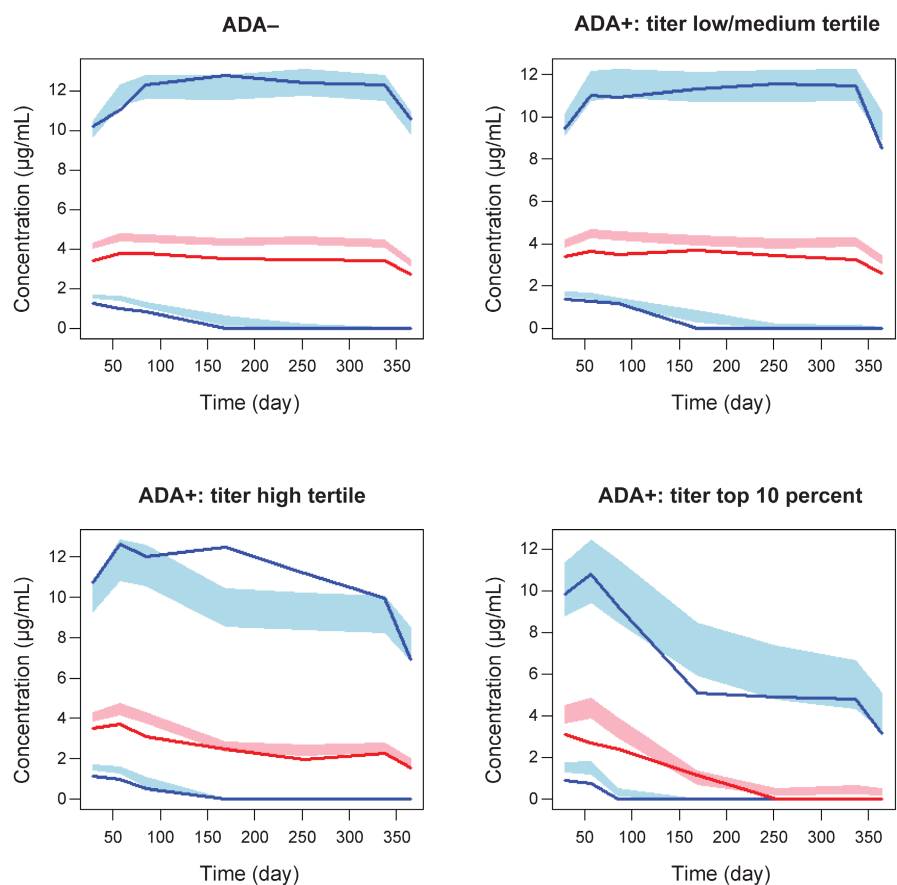 ADA–
ADA+: titer low/medium tertile
Concentration (µg/mL)
12
10
8
6
4
2
0
50 100 150 200 250 300 350
Time (day)
Concentration (µg/mL)
12
10
8
6
4
2
0
50 100 150 200 250 300 350
Time (day)
ADA+: titer high tertile
ADA+: titer top 10 percent
Concentration (µg/mL)
12
10
8
6
4
2
0
50 100 150 200 250 300 350
Time (day)
Concentration (µg/mL)
12
10
8
6
4
2
0
50 100 150 200 250 300 350
Time (day)